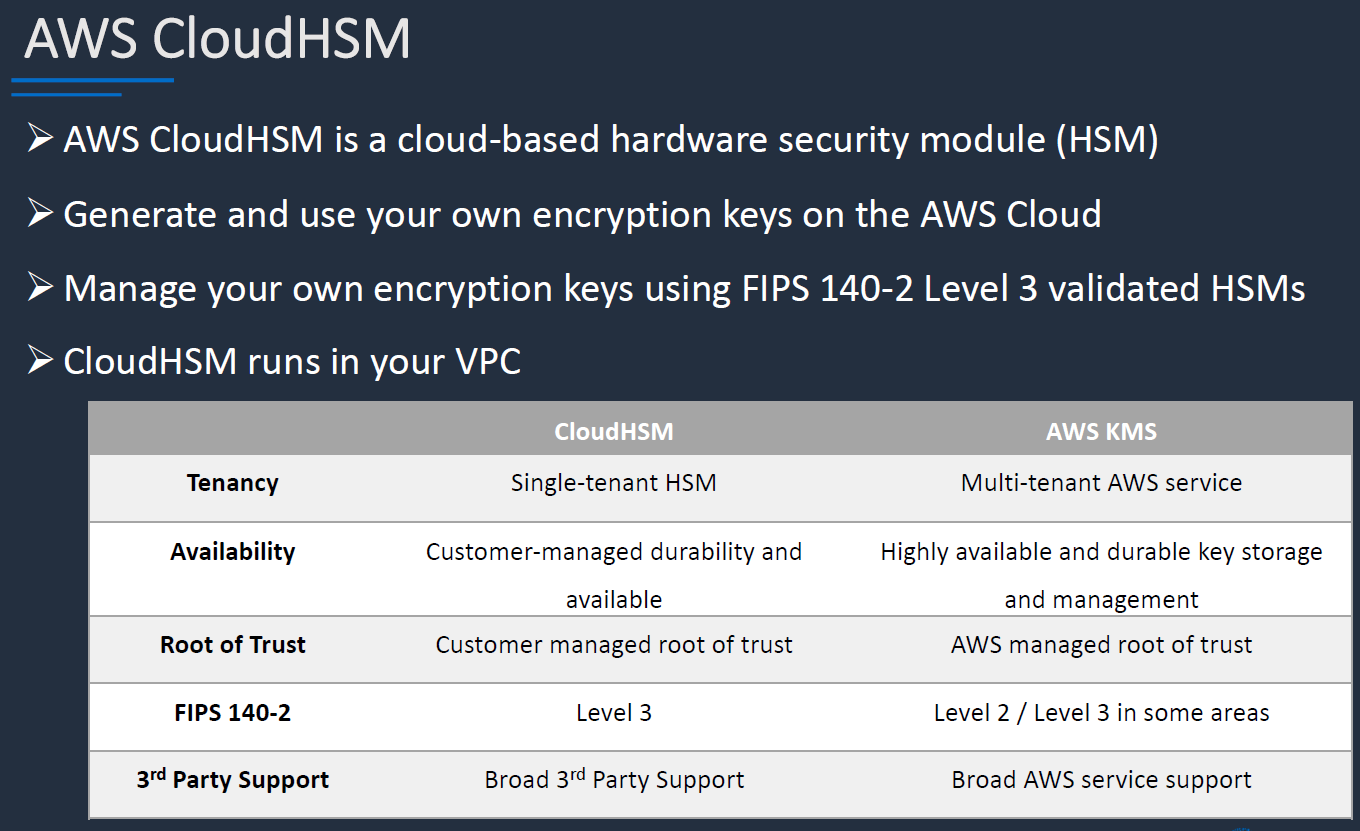 AWS CloudHSM
➢ AWS CloudHSM is a cloud-based hardware security module (HSM)
➢ Generate and use your own encryption keys on the AWS Cloud
➢ Manage your own encryption keys using FIPS 140-2 Level 3 validated HSMs
➢ CloudHSM runs in your VPC
CloudHSM AWS KMS
Tenancy Single-tenant HSM Multi-tenant AWS service
Availability Customer-managed durability and Highly available and durable key storage
available and management
Root of Trust Customer managed root of trust AWS managed root of trust
FIPS 140-2 Level 3 Level 2 / Level 3 in some areas
3rd Party Support Broad 3rd Party Support Broad AWS service support